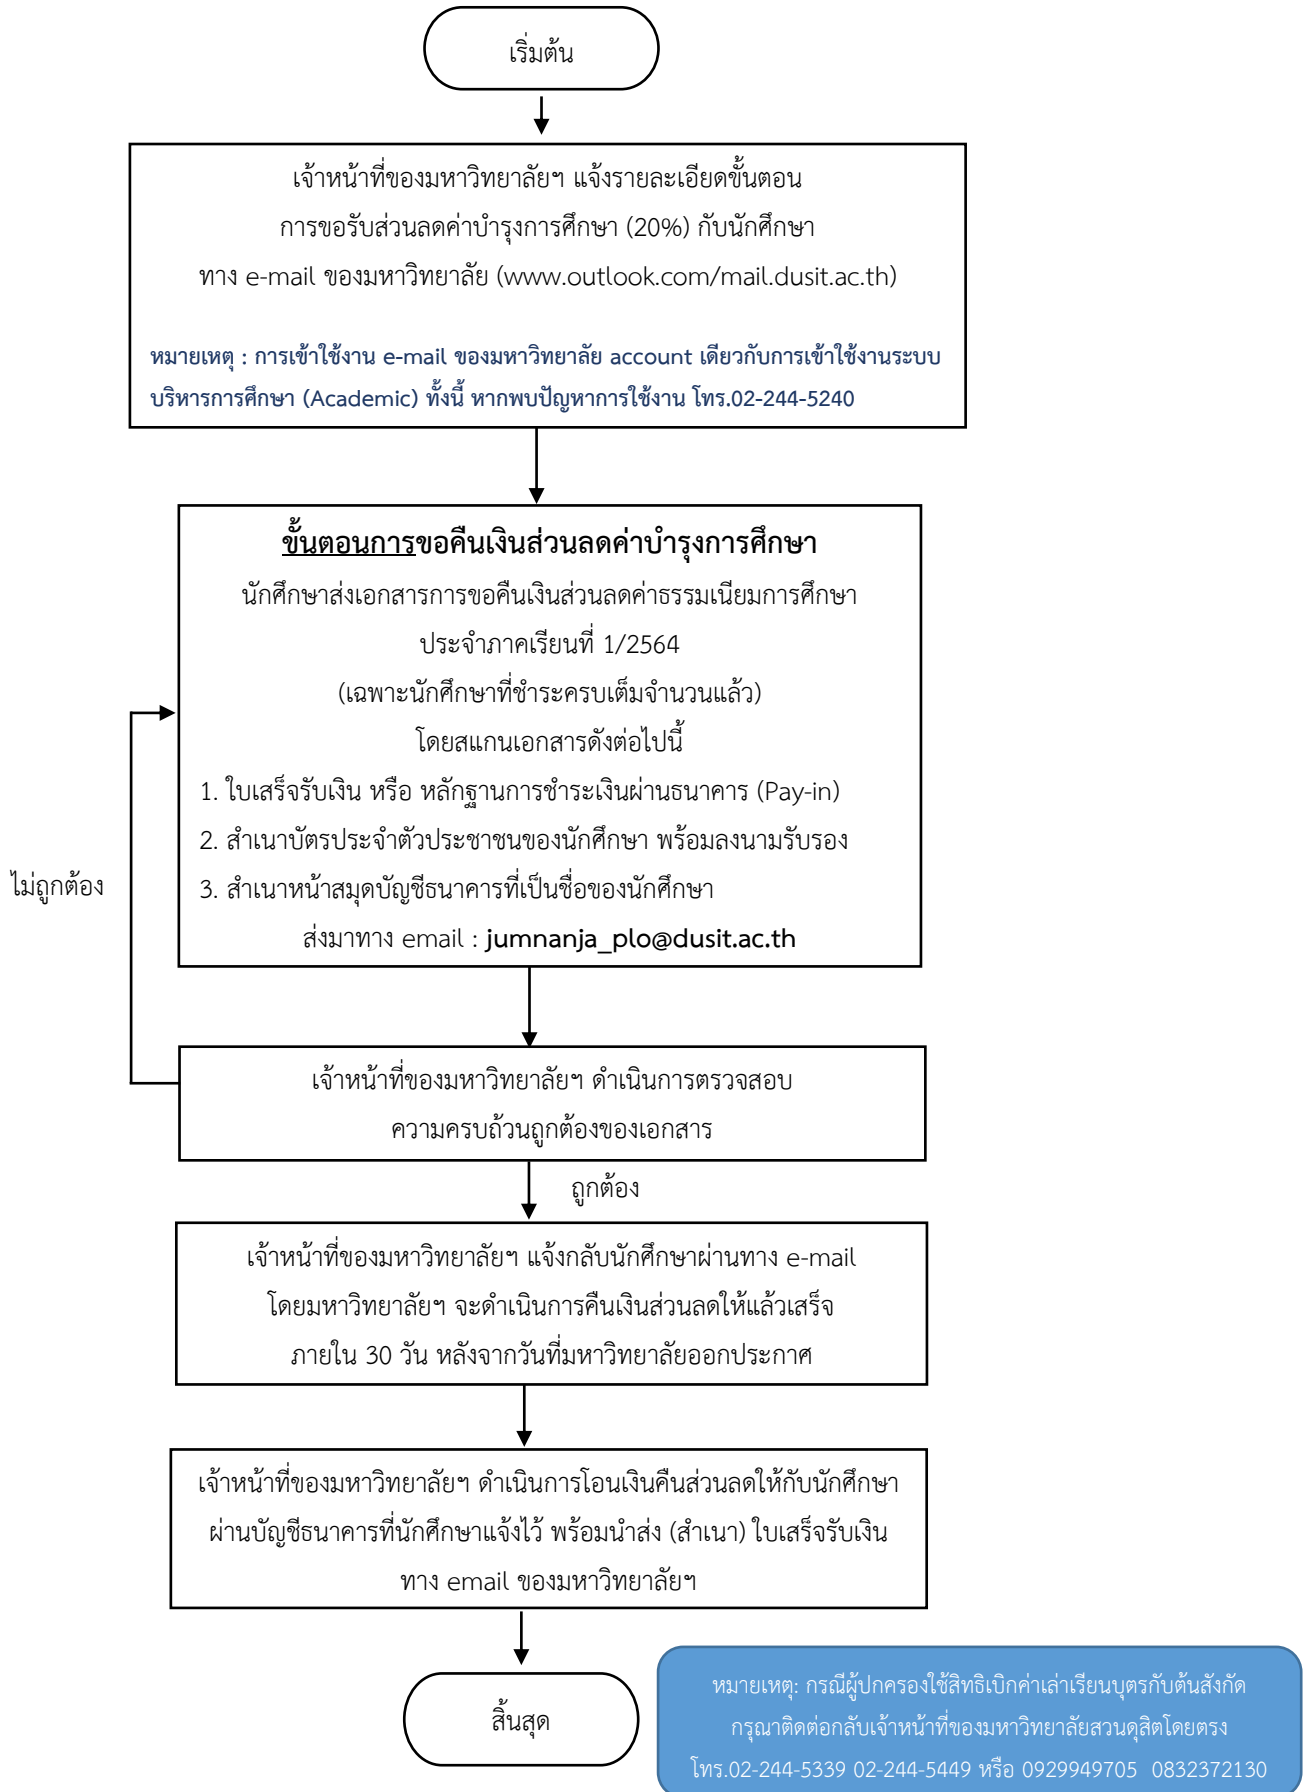 เริ่มต้น
เจ้าหน้าที่ของมหาวิทยาลัยฯ แจ้งรายละเอียดขั้นตอน
การขอรับส่วนลดค่าบำรุงการศึกษา (20%) กับนักศึกษา
ทาง e-mail ของมหาวิทยาลัย (www.outlook.com/mail.dusit.ac.th)
หมายเหตุ : การเข้าใช้งาน e-mail ของมหาวิทยาลัย account เดียวกับการเข้าใช้งานระบบ
บริหารการศึกษา (Academic) ทั้งนี้ หากพบปัญหาการใช้งาน โทร.02-244-5240
ขั้นตอนการขอคืนเงินส่วนลดค่าบำรุงการศึกษา
นักศึกษาส่งเอกสารการขอคืนเงินส่วนลดค่าธรรมเนียมการศึกษา
ประจำภาคเรียนที่ 1/2564
(เฉพาะนักศึกษาที่ชำระครบเต็มจำนวนแล้ว)
โดยสแกนเอกสารดังต่อไปนี้
1. ใบเสร็จรับเงิน หรือ หลักฐานการชำระเงินผ่านธนาคาร (Pay-in)
2. สำเนาบัตรประจำตัวประชาชนของนักศึกษา พร้อมลงนามรับรอง
3. สำเนาหน้าสมุดบัญชีธนาคารที่เป็นชื่อของนักศึกษา
ส่งมาทาง email : jumnanja_plo@dusit.ac.th
ไม่ถูกต้อง
เจ้าหน้าที่ของมหาวิทยาลัยฯ ดำเนินการตรวจสอบ
ความครบถ้วนถูกต้องของเอกสาร
ถูกต้อง
เจ้าหน้าที่ของมหาวิทยาลัยฯ แจ้งกลับนักศึกษาผ่านทาง e-mail
โดยมหาวิทยาลัยฯ จะดำเนินการคืนเงินส่วนลดให้แล้วเสร็จ
ภายใน 30 วัน หลังจากวันที่มหาวิทยาลัยออกประกาศ
เจ้าหน้าที่ของมหาวิทยาลัยฯ ดำเนินการโอนเงินคืนส่วนลดให้กับนักศึกษา
ผ่านบัญชีธนาคารที่นักศึกษาแจ้งไว้ พร้อมนำส่ง (สำเนา) ใบเสร็จรับเงิน
ทาง email ของมหาวิทยาลัยฯ
สิ้นสุด
หมายเหตุ: กรณีผู้ปกครองใช้สิทธิเบิกค่าเล่าเรียนบุตรกับต้นสังกัด
กรุณาติดต่อกลับเจ้าหน้าที่ของมหาวิทยาลัยสวนดุสิตโดยตรง
โทร.02-244-5339 02-244-5449 หรือ 0929949705 0832372130